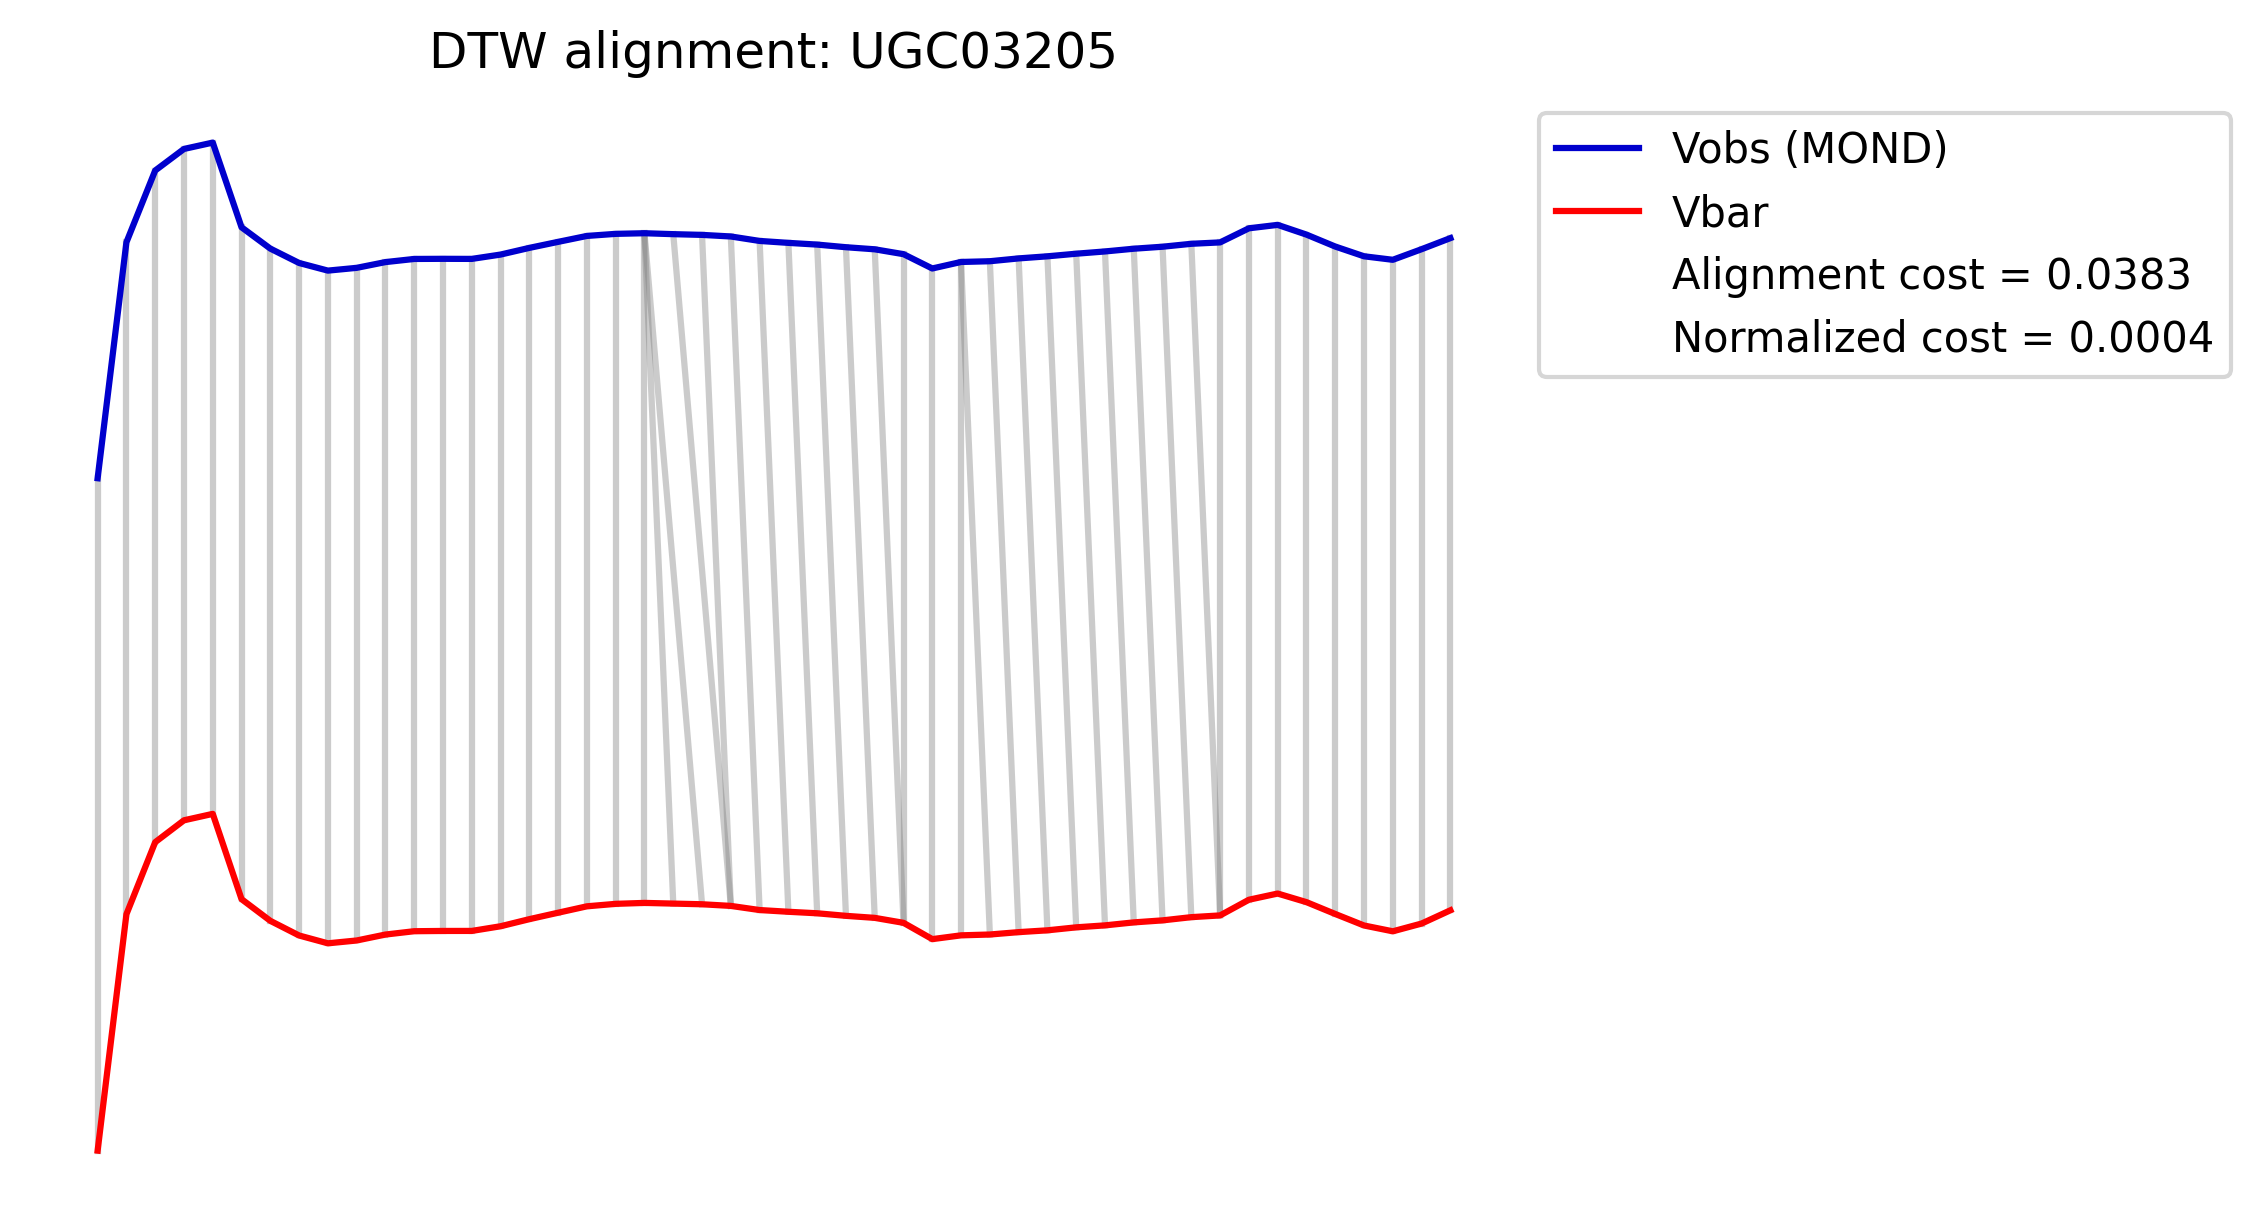 DTW alignment: UGC03205
Vobs (MOND)
Vbar
Alignment cost = 0.0383
Normalized cost = 0.0004